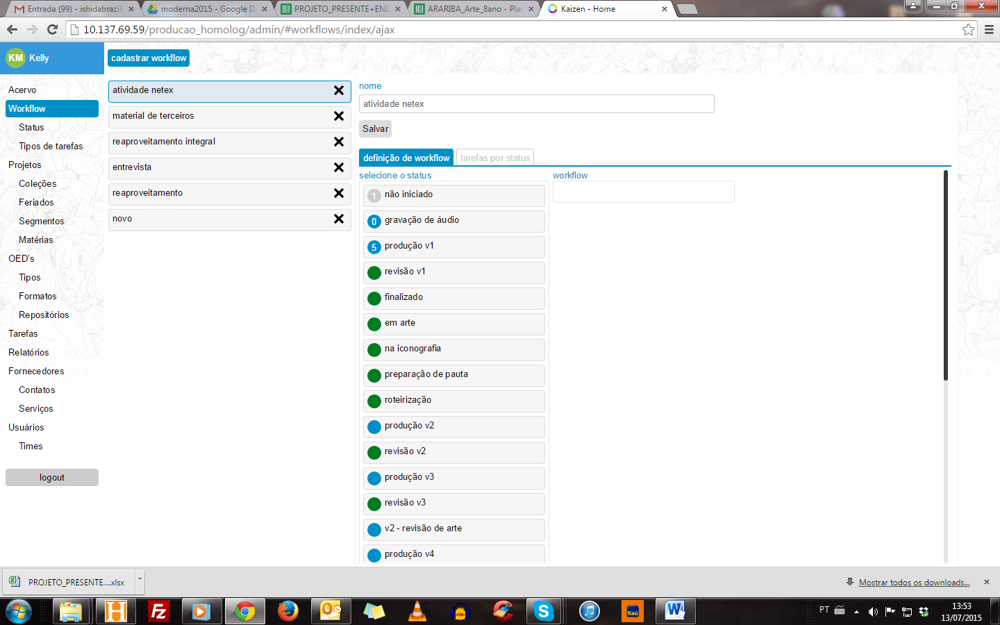 Entrada (99) - ishidabrazil
moderna2015 - Google D
PROJETO_PRESENTE+ENI
ARARIBA_Arte_8ano - Plan
Kaizen - Home
10.137.69.59/producao_homolog/admin/#workflows/index/ajax
KM Kelly
cadastrar workflow
Acervo
Workflow
Status
Tipos de tarefas
Projetos
Coleções
Feriados
Segmentos
Matérias
OED's
Tipos
Formatos
Repositórios
Tarefas
Relatórios
Fornecedores
Contatos
Serviços
Usuários
Times
logout
atividade netex
material de terceiros
reaproveitamento integral
entrevista
reaproveitamento
novo
nome
atividade netex
Salvar
definição de workflow
tarefas por status
selecione o status
1 não iniciado
0 gravação de áudio
5 produção v1
revisão v1
finalizado
em arte
na iconografia
preparação de pauta
roteirização
produção v2
revisão v2
produção v3
revisão v3
v2 - revisão de arte
produção v4
workflow
PROJETO_PRESENTE....xlsx
Mostrar todos os downloads...
H
Fz
S
Itaú
W
PT
13:53
13/07/2015